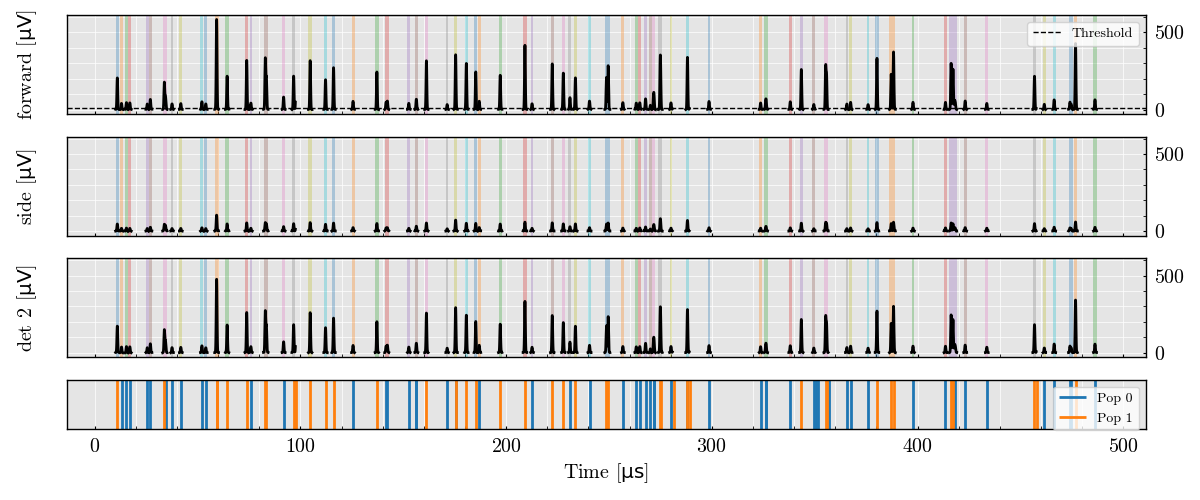 forward [μV]
Threshold
500
0
side [μV]
500
0
det 2 [μV]
500
0
Pop 0
Pop 1
0 100 200 300 400 500
Time [μs]